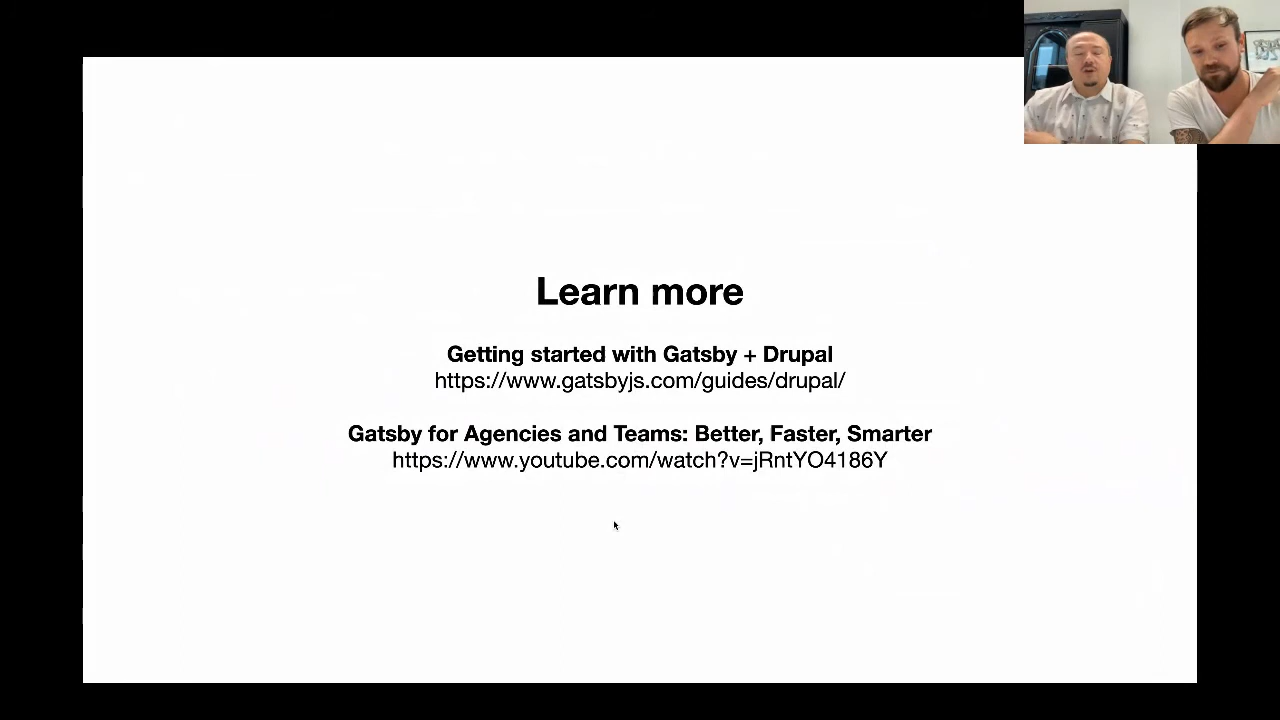 Learn more
Getting started with Gatsby + Drupal
https://www.gatsbyjs.com/guides/drupal/
Gatsby for Agencies and Teams: Better, Faster, Smarter
https://www.youtube.com/watch?v=jRntYO4186Y